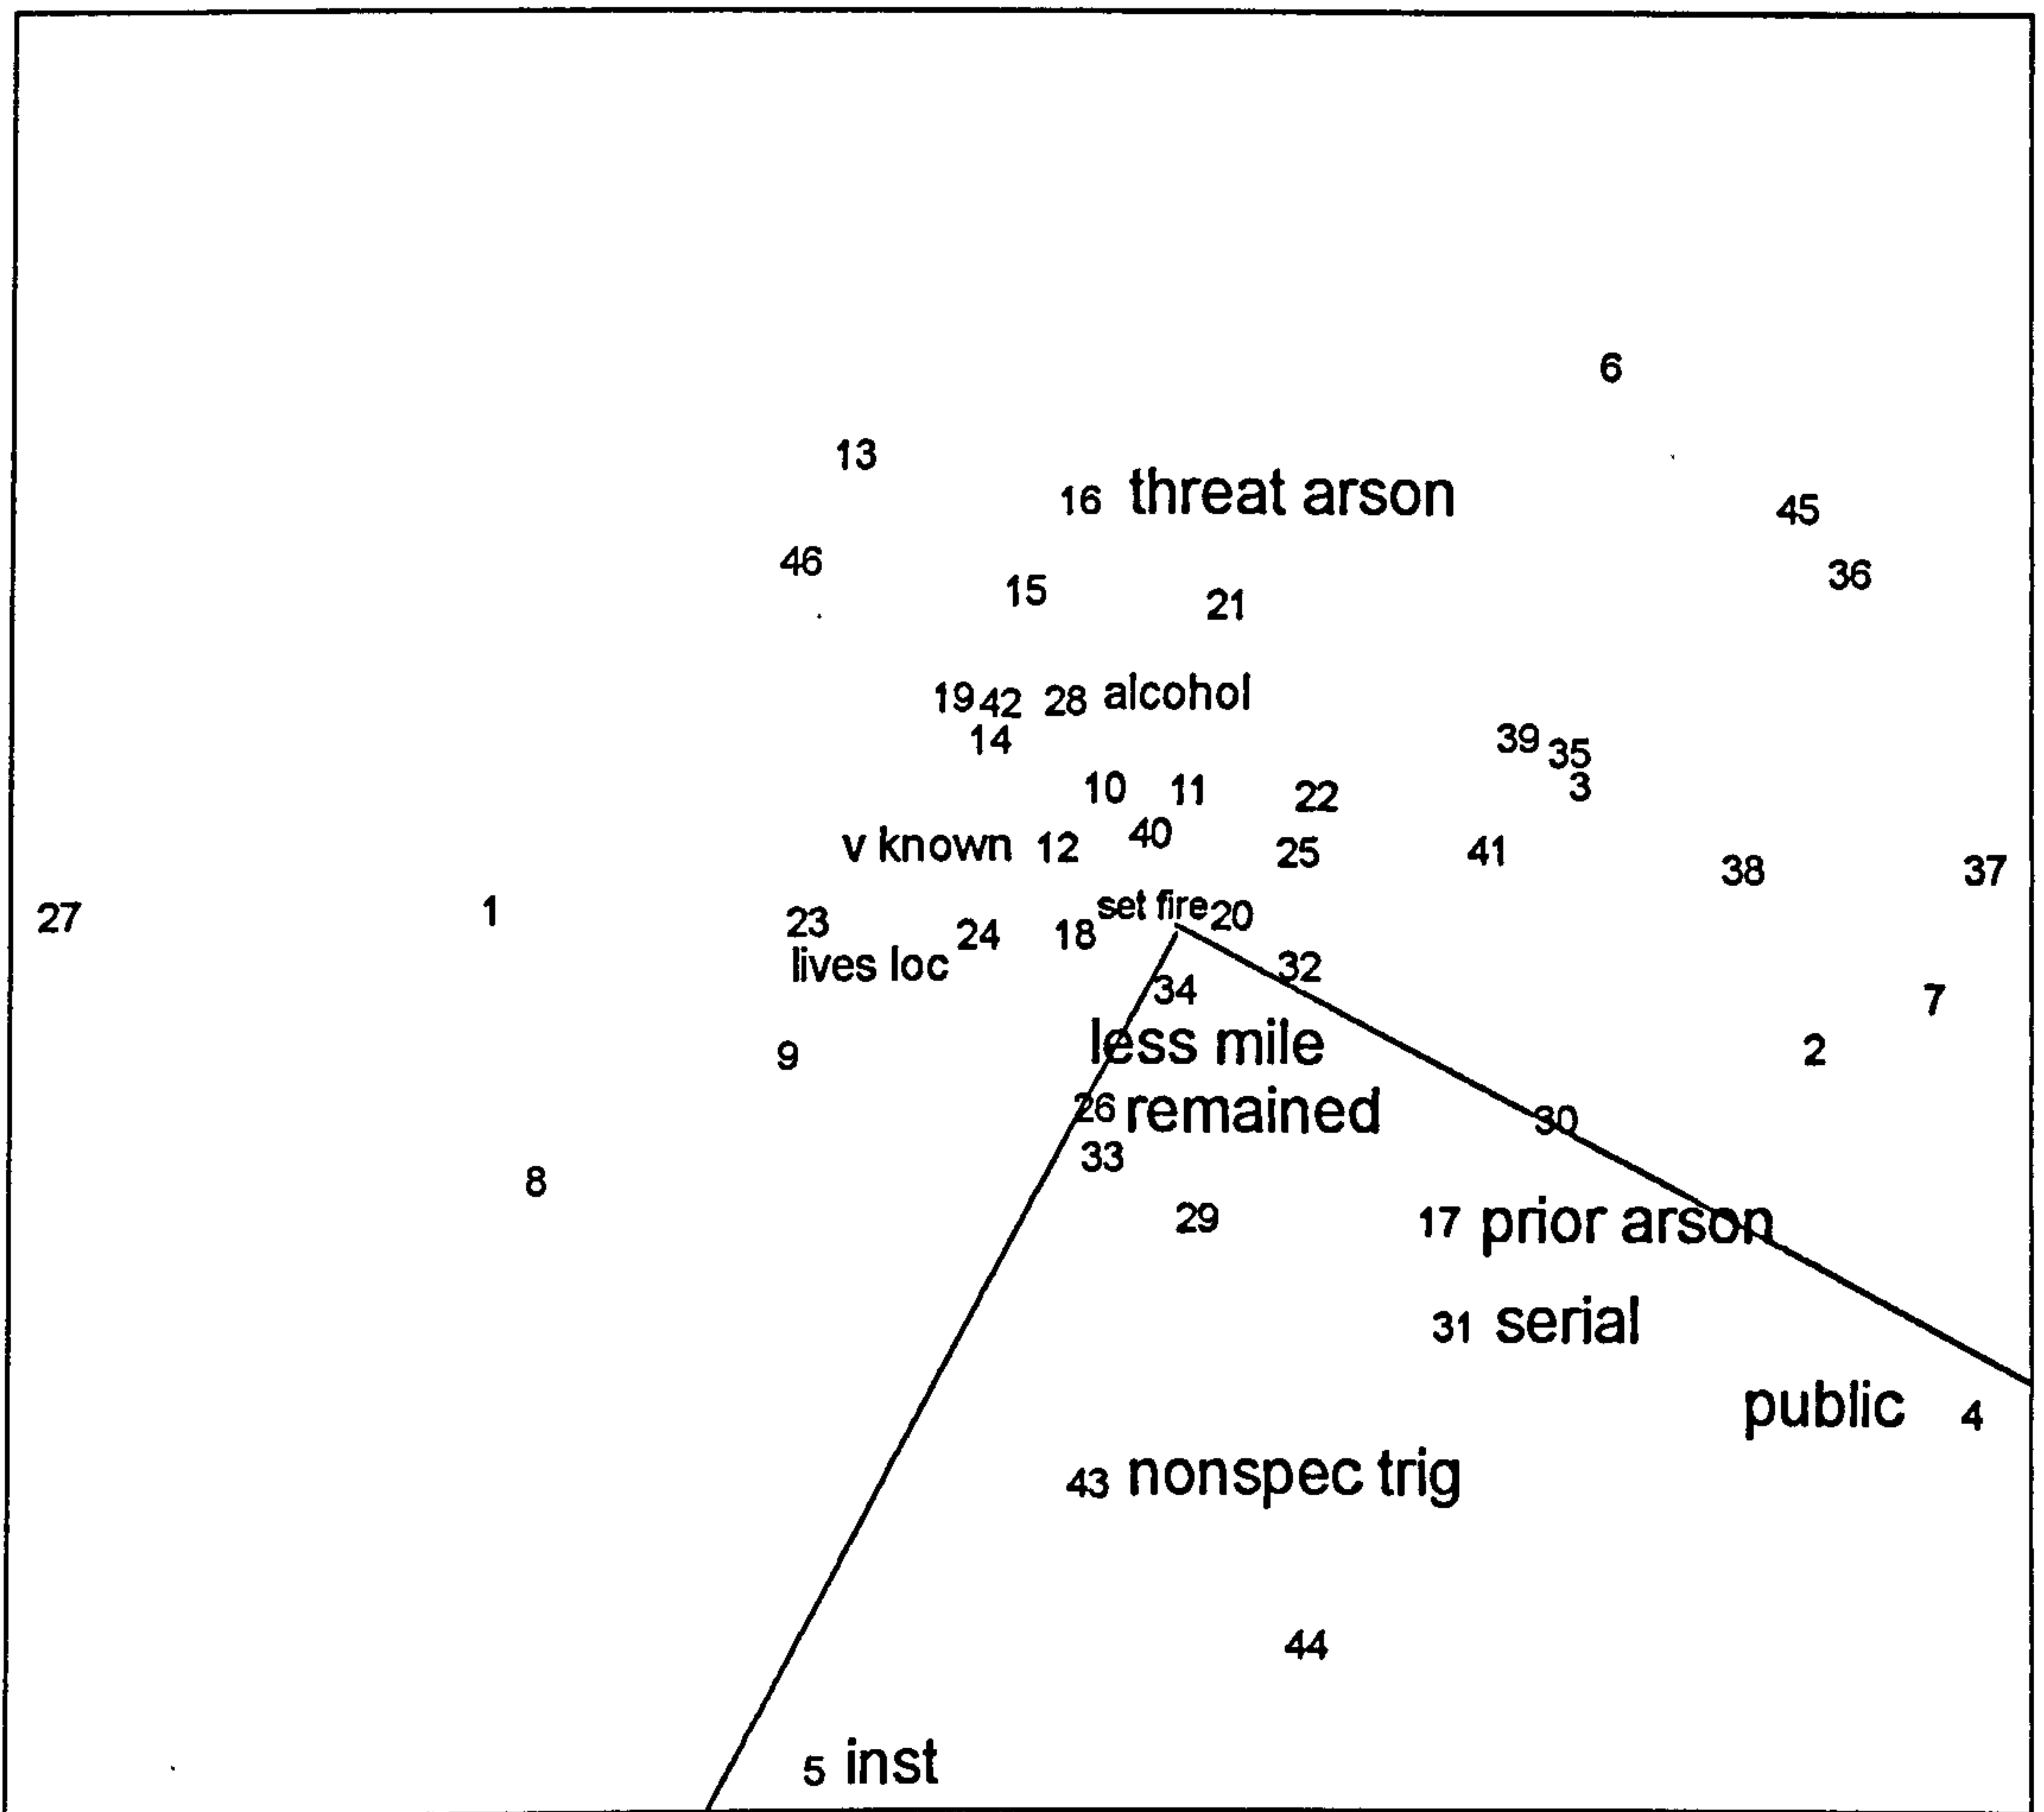 6
13
16 threat arson
45
46
36
15
21
19 42 28 alcohol
14
39 35
3
10 11 22
40
v known 12
25
41
38
37
27
1
23
24
18
set fire 20
lives loc
32
34
7
less mile
2
9
26 remained
30
33
8
29
17 prior arson
31 serial
public 4
43 nonspec trig
44
5 inst